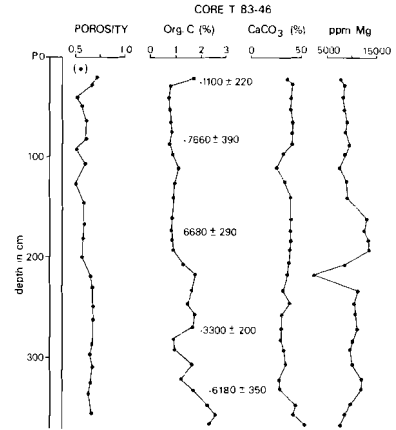 CORE T 83-46
POROSITY Org. C (%) CaCO3 (%) ppm Mg
P0 0.5 1.0 0 1 2 3 0 50 5000 15000
(•)
-1100 ± 220
-7660 ± 390
100
6680 ± 290
200
depth in cm
-3300 ± 200
300
-6180 ± 350